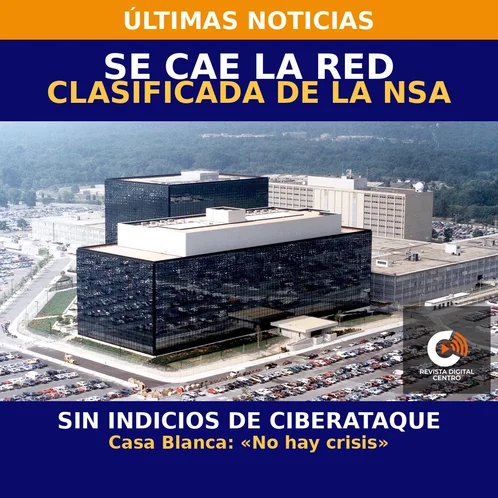 ÚLTIMAS NOTICIAS
SE CAE LA RED
CLASIFICADA DE LA NSA
REVISTA DIGITAL
CENTRO
SIN INDICIOS DE CIBERATAQUE
Casa Blanca: «No hay crisis»